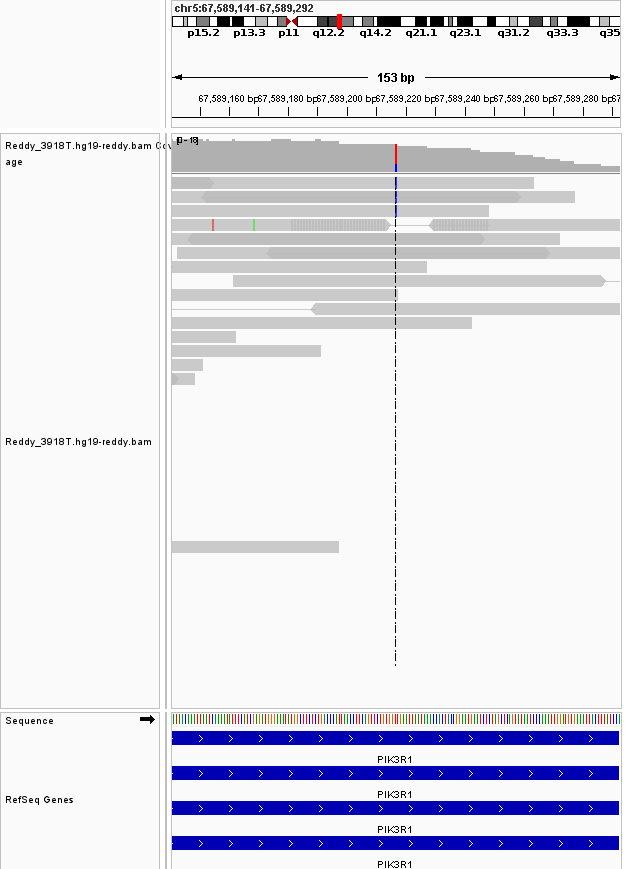 chr5:67,589,141-67,589,292
p15.2 p13.3 p11 q12.2 q14.2 q21.1 q23.1 q31.2 q33.3 q35
153 bp
67,589,160 bp 67,589,180 bp 67,589,200 bp 67,589,220 bp 67,589,240 bp 67,589,260 bp 67,589,280 bp 67
Reddy_3918T.hg19-reddy.bam Cov
age
[0 - 18]
Reddy_3918T.hg19-reddy.bam
Sequence
PIK3R1
PIK3R1
RefSeq Genes
PIK3R1
PIK3R1